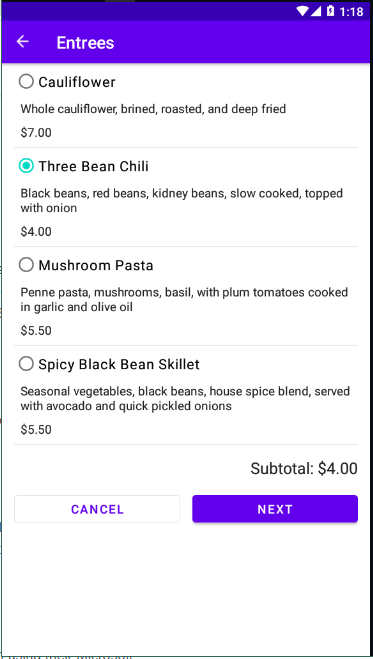 1:18
Entrees
Cauliflower
Whole cauliflower, brined, roasted, and deep fried
$7.00
Three Bean Chili
Black beans, red beans, kidney beans, slow cooked, topped
with onion
$4.00
Mushroom Pasta
Penne pasta, mushrooms, basil, with plum tomatoes cooked
in garlic and olive oil
$5.50
Spicy Black Bean Skillet
Seasonal vegetables, black beans, house spice blend, served
with avocado and quick pickled onions
$5.50
Subtotal: $4.00
CANCEL NEXT